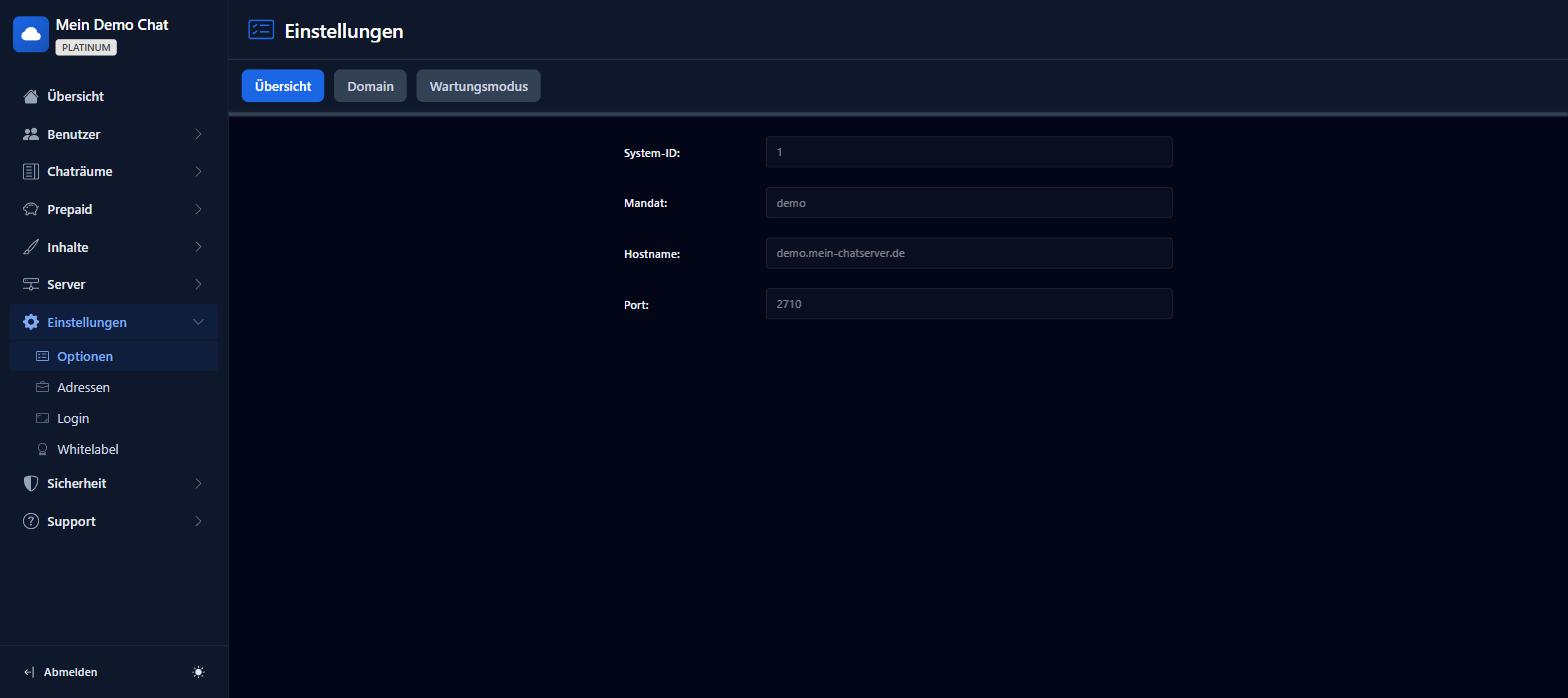 Mein Demo Chat
PLATINUM
Übersicht
Benutzer
Chaträume
Prepaid
Inhalte
Server
Einstellungen
Optionen
Adressen
Login
Whitelabel
Sicherheit
Support
Abmelden
Einstellungen
Übersicht Domain Wartungsmodus
System-ID: 1
Mandat: demo
Hostname: demo.mein-chatserver.de
Port: 2710